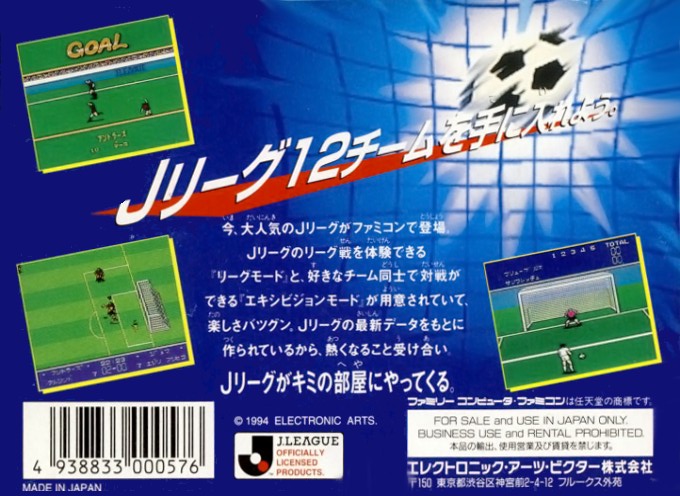 GOAL
J.LEAGUE
アントラーズ
Jリーグ12チームを手に入れよう。
今、大人気のJリーグがファミコンで登場。
Jリーグのリーグ戦を体験できる
『リーグモード』と、好きなチーム同士で対戦が
できる『エキシビジョンモード』が用意されていて、
楽しさバツグン。Jリーグの最新データをもとに
作られているから、熱くなること受け合い。
Jリーグがキミの部屋にやってくる。
1 2 3 4 5 TOTAL
ファミリー コンピュータ・ファミコンは任天堂の商標です。
FOR SALE and USE IN JAPAN ONLY.
BUSINESS USE and RENTAL PROHIBITED.
本品の輸出、使用営業及び賃貸を禁じます。
エレクトロニック・アーツ・ビクター株式会社
〒150 東京都渋谷区神宮前2-4-12 フルークス外苑
© 1994 ELECTRONIC ARTS.
J.LEAGUE
OFFICIALLY
LICENSED
PRODUCTS.
4 938833 000576
MADE IN JAPAN